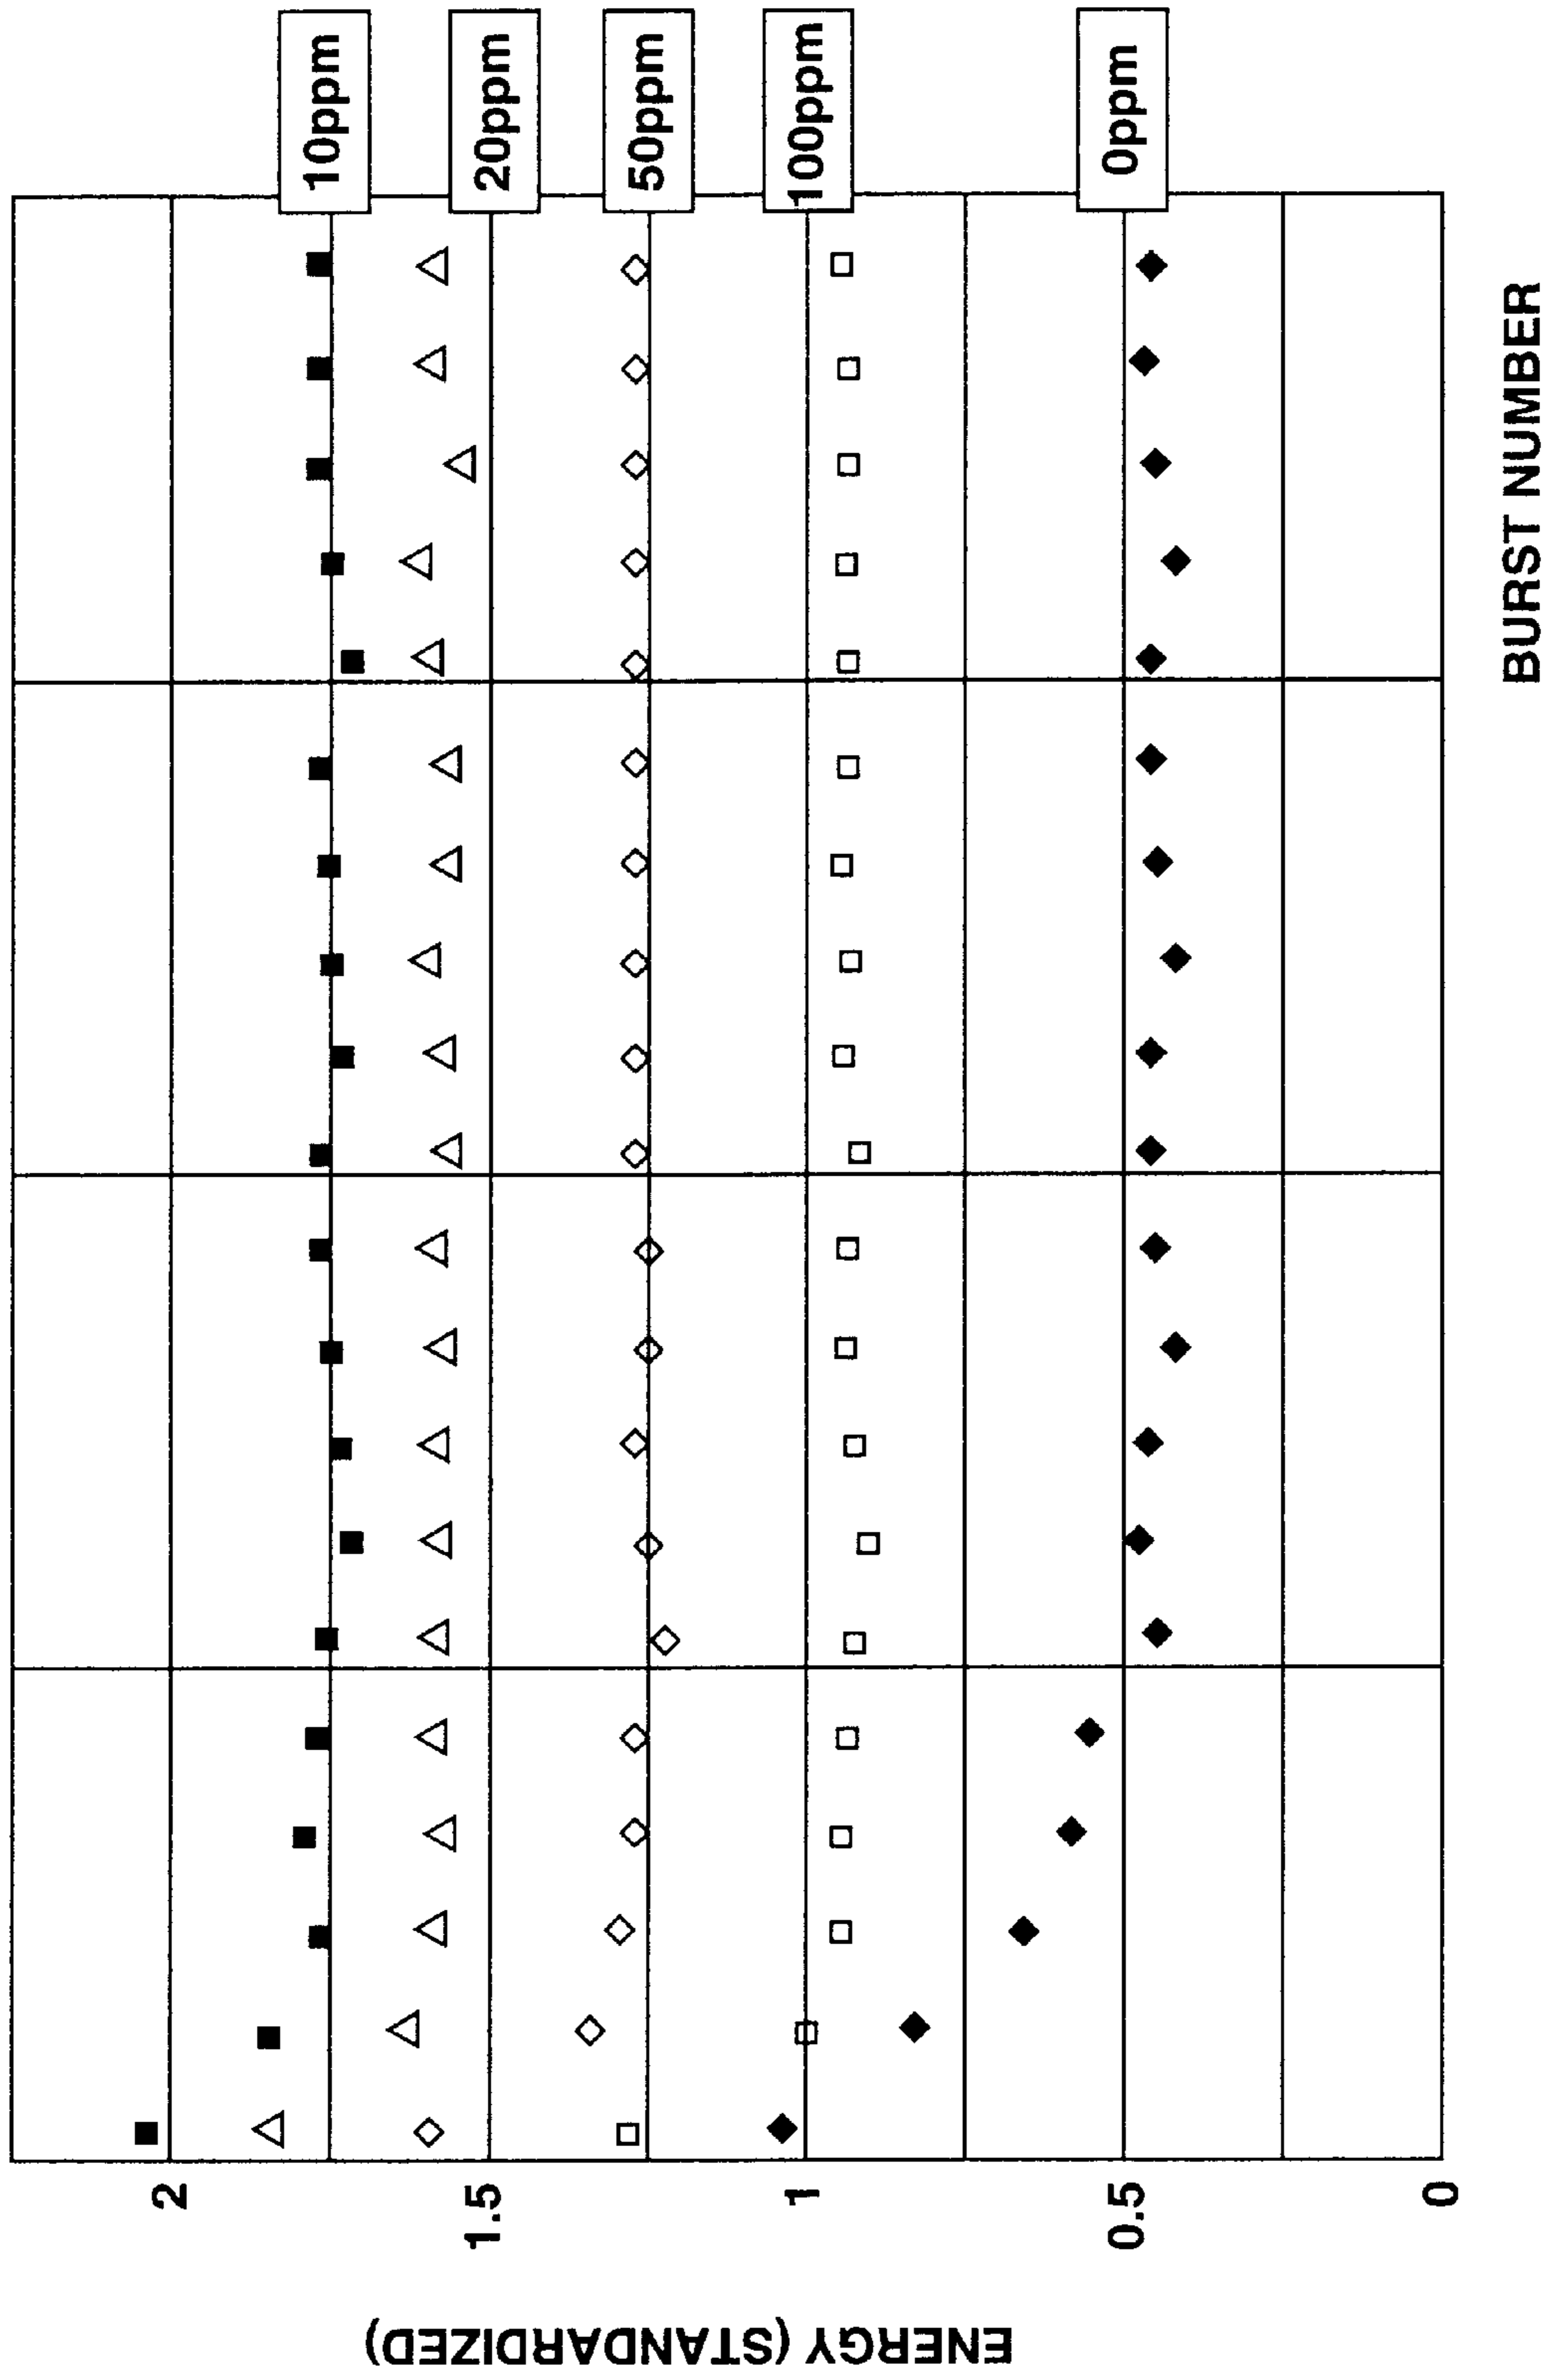 ENERGY (STANDARDIZED)
2
1.5
1
0.5
0
10ppm
20ppm
50ppm
100ppm
0ppm
BURST NUMBER